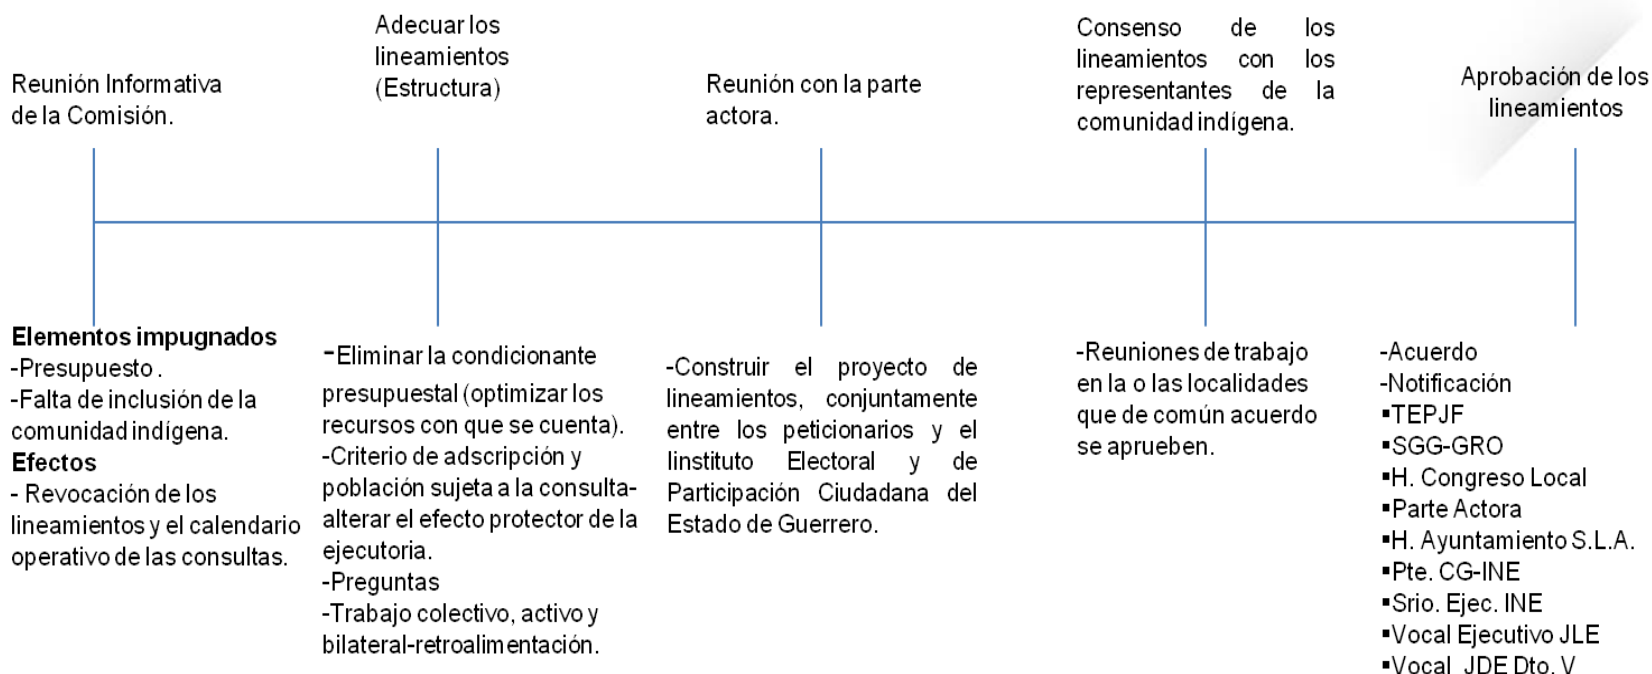 Reunión Informativa
de la Comisión.
Adecuar los
lineamientos
(Estructura)
Reunión con la parte
actora.
Consenso de los
lineamientos con los
representantes de la
comunidad indígena.
Aprobación de los
lineamientos
Elementos impugnados
-Presupuesto .
-Falta de inclusión de la
comunidad indígena.
Efectos
- Revocación de los
lineamientos y el calendario
operativo de las consultas.
-Eliminar la condicionante
presupuestal (optimizar los
recursos con que se cuenta).
-Criterio de adscripción y
población sujeta a la consulta-
alterar el efecto protector de la
ejecutoria.
-Preguntas
-Trabajo colectivo, activo y
bilateral-retroalimentación.
-Construir el proyecto de
lineamientos, conjuntamente
entre los peticionarios y el
Iinstituto Electoral y de
Participación Ciudadana del
Estado de Guerrero.
-Reuniones de trabajo
en la o las localidades
que de común acuerdo
se aprueben.
-Acuerdo
-Notificación
▪TEPJF
▪SGG-GRO
▪H. Congreso Local
▪Parte Actora
▪H. Ayuntamiento S.L.A.
▪Pte. CG-INE
▪Srio. Ejec. INE
▪Vocal Ejecutivo JLE
▪Vocal JDE Dto. V